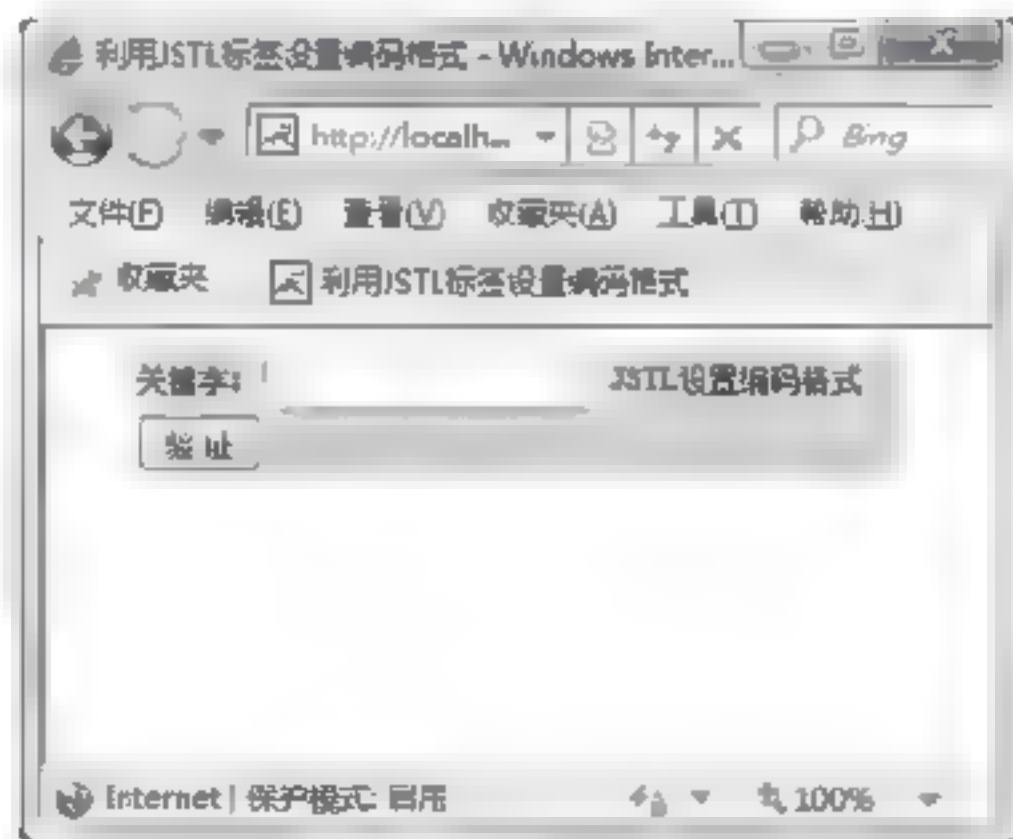 利用JSTL标签设置编码格式 - Windows Inter...
http://localh... Bing
文件(F) 编辑(E) 查看(V) 收藏夹(A) 工具(T) 帮助(H)
收藏夹 利用JSTL标签设置编码格式
关键字: JSTL设置编码格式
验 证
Internet | 保护模式: 启用 100%